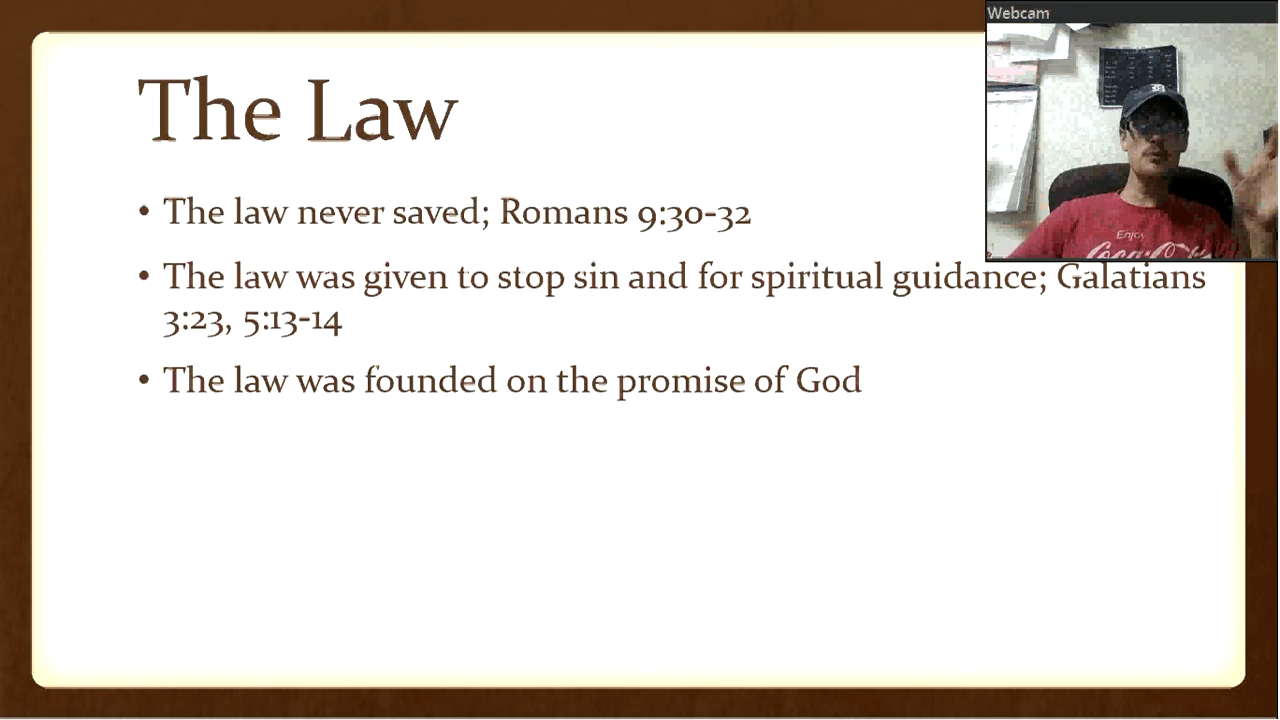 Webcam
The Law
• The law never saved; Romans 9:30-32
• The law was given to stop sin and for spiritual guidance; Galatians
3:23, 5:13-14
• The law was founded on the promise of God
Enjoy
Coca-Cola